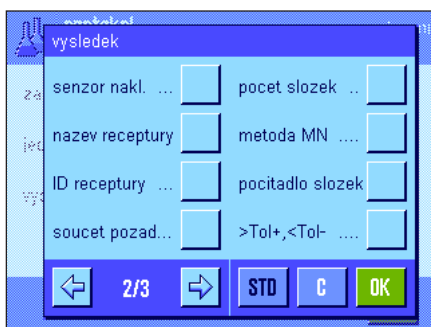 protokol
vysledek
senzor nakl. ...
pocet slozek ..
nazev receptury
metoda MN ....
ID receptury ...
pocitadlo slozek
soucet pozad...
>Tol+,<Tol- ....
2/3
STD
C
OK